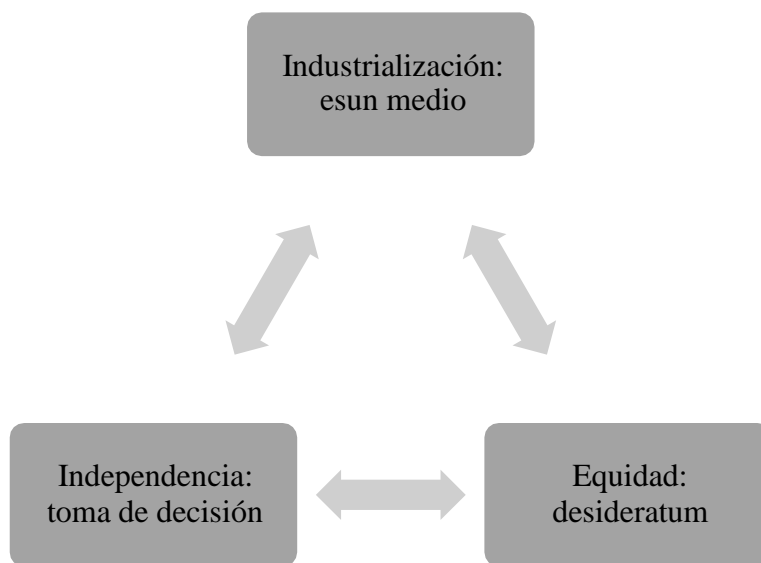 Industrialización:
esun medio
Independencia:
toma de decisión
Equidad:
desideratum